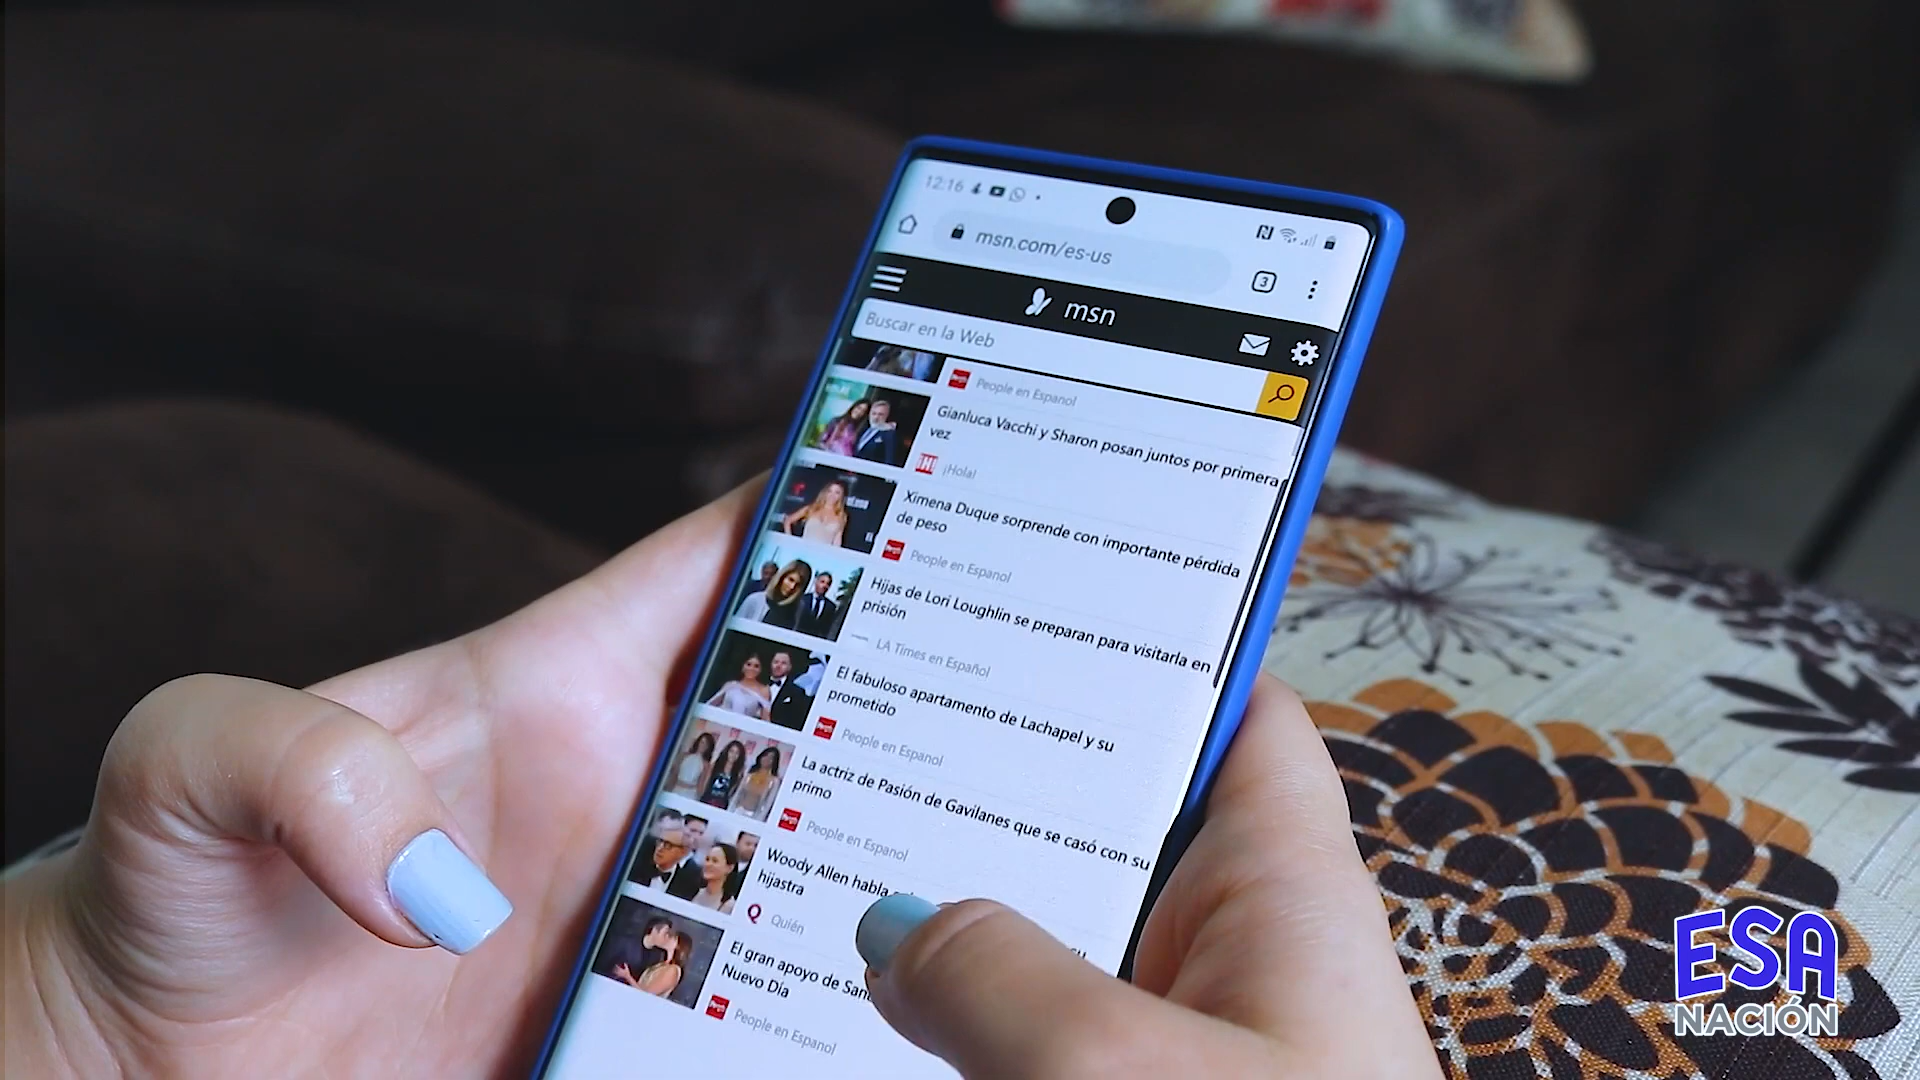 12:16
msn.com/es-us
3
msn
Buscar en la Web
People en Espanol
Gianluca Vacchi y Sharon posan juntos por primera
vez
¡H!
¡Hola!
Ximena Duque sorprende con importante pérdida
de peso
People en Espanol
Hijas de Lori Loughlin se preparan para visitarla en
prisión
LA Times en Español
El fabuloso apartamento de Lachapel y su
prometido
People en Espanol
La actriz de Pasión de Gavilanes que se casó con su
primo
People en Espanol
Woody Allen habla
su
hijastra
Q Quién
El gran apoyo de
Nuevo Día
People en Espanol
ESA
NACIÓN